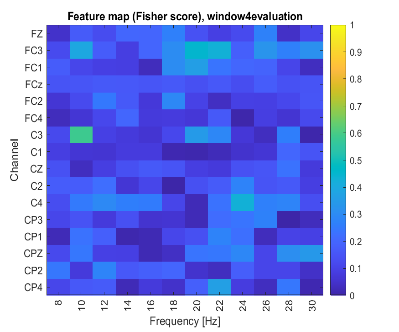 Feature map (Fisher score), window4evaluation
Channel
FZ
FC3
FC1
FCz
FC2
FC4
C3
C1
CZ
C2
C4
CP3
CP1
CPZ
CP2
CP4
8 10 12 14 16 18 20 22 24 26 28 30
Frequency [Hz]
1
0.9
0.8
0.7
0.6
0.5
0.4
0.3
0.2
0.1
0